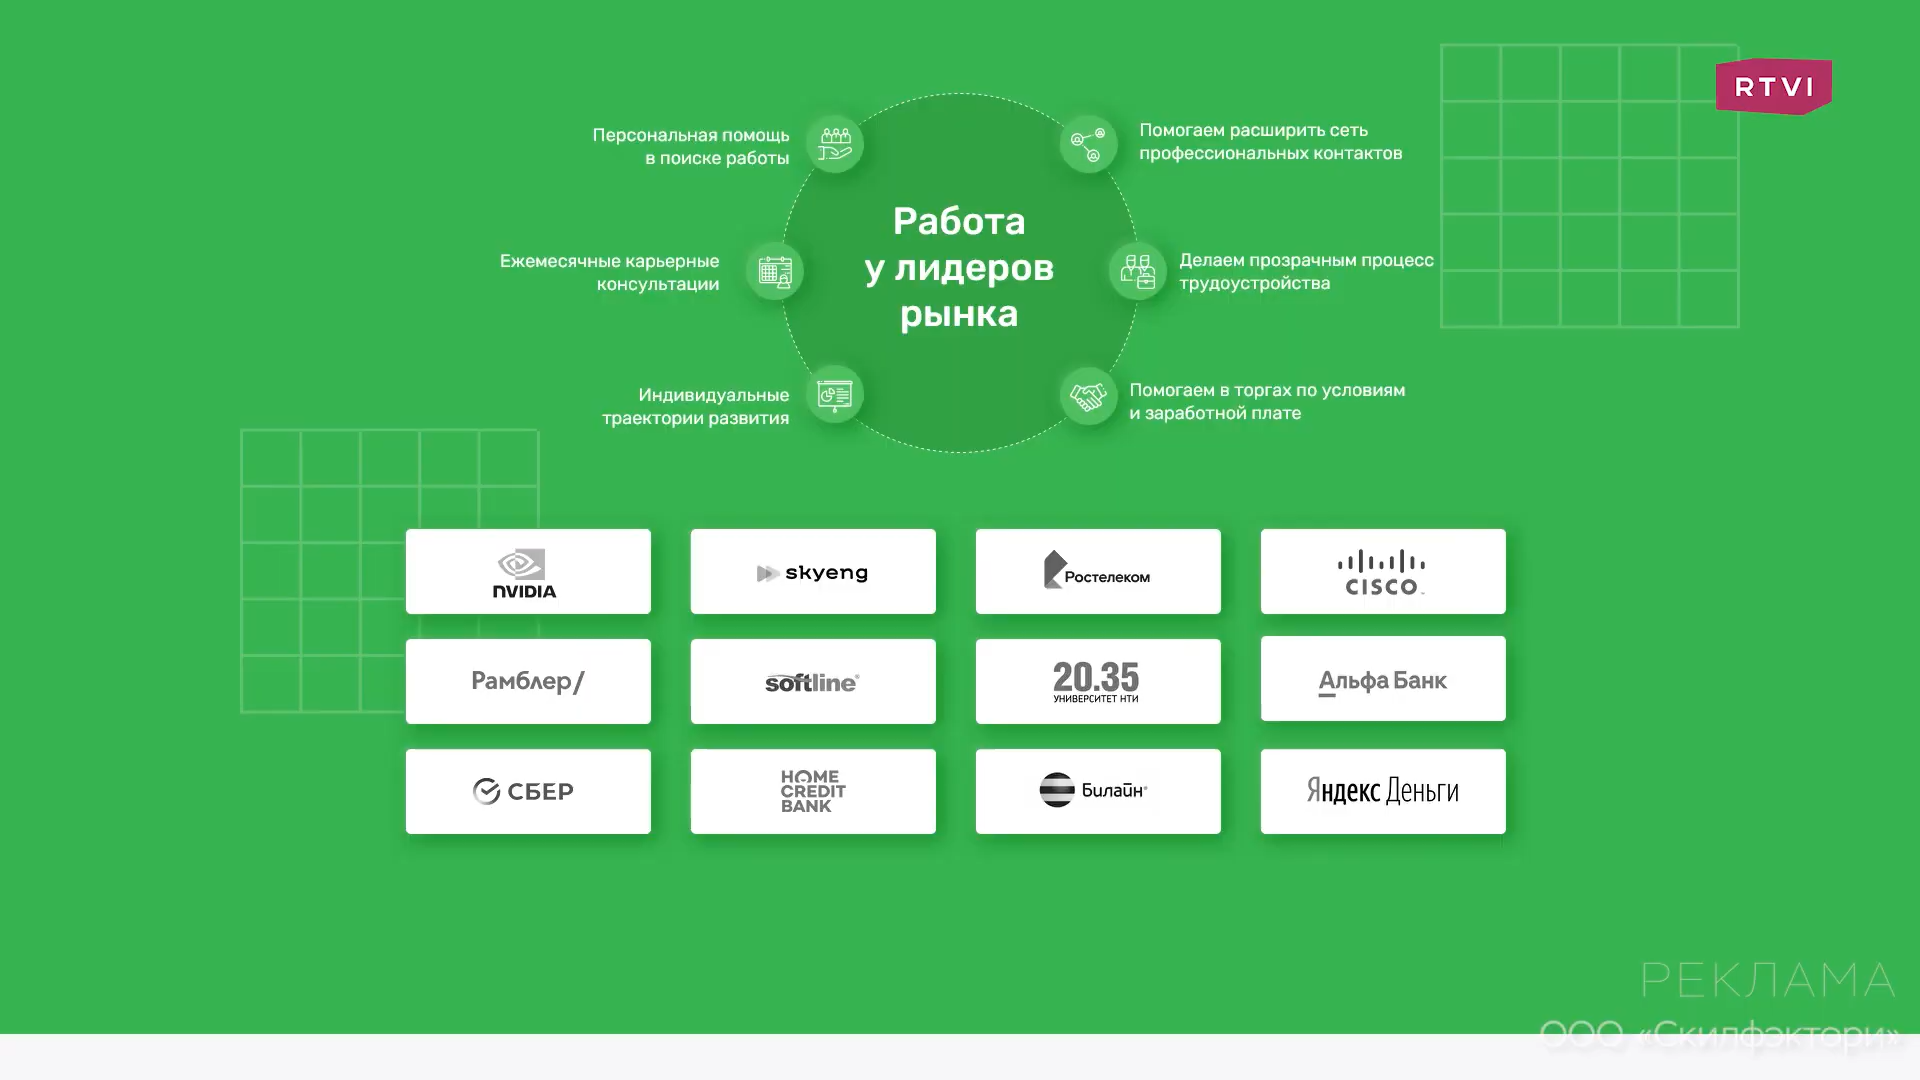 RTVI
Персональная помощь
в поиске работы
Помогаем расширить сеть
профессиональных контактов
Работа
у лидеров
рынка
Ежемесячные карьерные
консультации
Делаем прозрачным процесс
трудоустройства
Индивидуальные
траектории развития
Помогаем в торгах по условиям
и заработной плате
NVIDIA
skyeng
Ростелеком
CISCO
Рамблер/
softline®
20.35
УНИВЕРСИТЕТ НТИ
Альфа Банк
СБЕР
HOME
CREDIT
BANK
Билайн®
Яндекс Деньги
РЕКЛАМА
ООО «Скилфэктори»